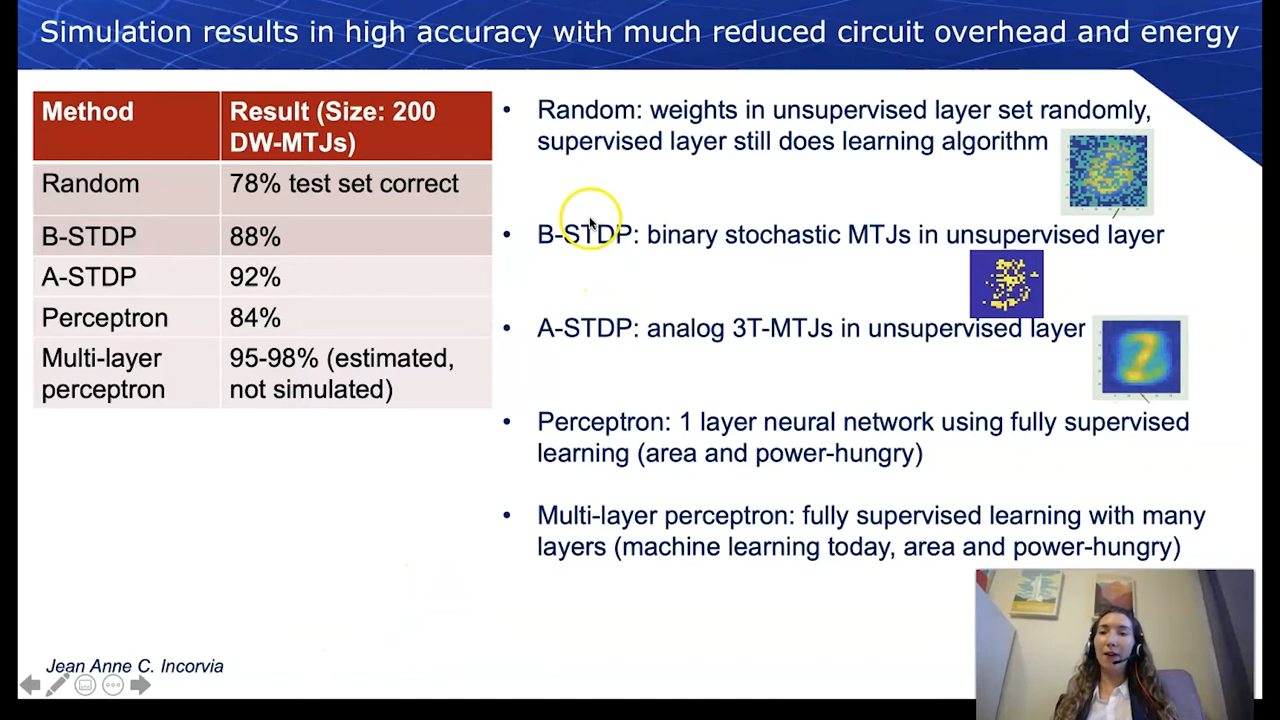 Simulation results in high accuracy with much reduced circuit overhead and energy
Method
Result (Size: 200
DW-MTJs)
Random
78% test set correct
B-STDP
88%
A-STDP
92%
Perceptron
84%
Multi-layer
perceptron
95-98% (estimated,
not simulated)
• Random: weights in unsupervised layer set randomly,
supervised layer still does learning algorithm
• B-STDP: binary stochastic MTJs in unsupervised layer
• A-STDP: analog 3T-MTJs in unsupervised layer
• Perceptron: 1 layer neural network using fully supervised
learning (area and power-hungry)
• Multi-layer perceptron: fully supervised learning with many
layers (machine learning today, area and power-hungry)
Jean Anne C. Incorvia